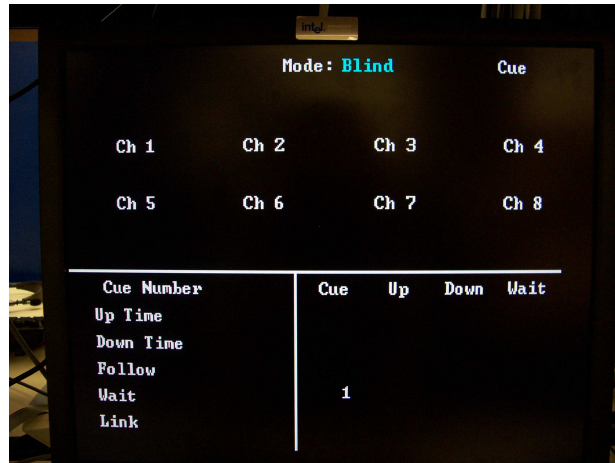 intel
Mode: Blind Cue
Ch 1 Ch 2 Ch 3 Ch 4
Ch 5 Ch 6 Ch 7 Ch 8
Cue Number Cue Up Down Wait
Up Time
Down Time
Follow
Wait 1
Link